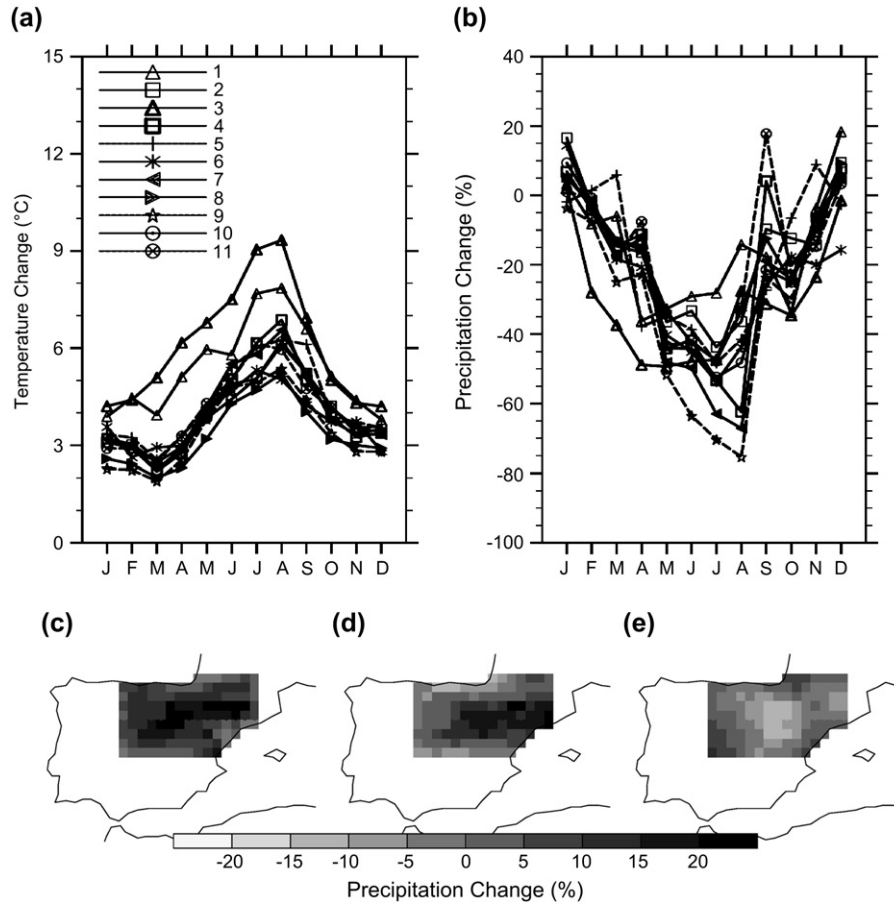 (a)
(b)
Temperature Change (°C)
15
12
9
6
3
0
1
2
3
4
5
6
7
8
9
10
11
J F M A M J J A S O N D
Precipitation Change (%)
40
20
0
-20
-40
-60
-80
-100
J F M A M J J A S O N D
(c)
(d)
(e)
-20 -15 -10 -5 0 5 10 15 20
Precipitation Change (%)